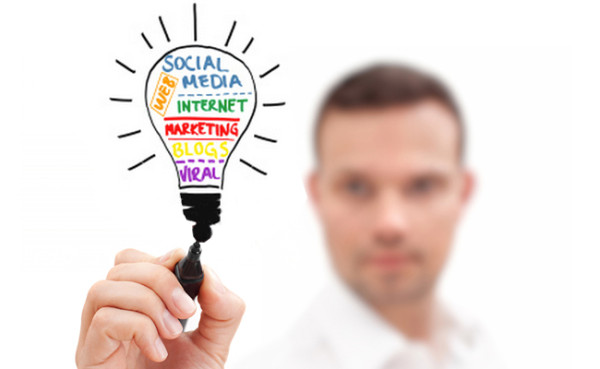 SOCIAL
WEB MEDIA
INTERNET
MARKETING
BLOGS
VIRAL